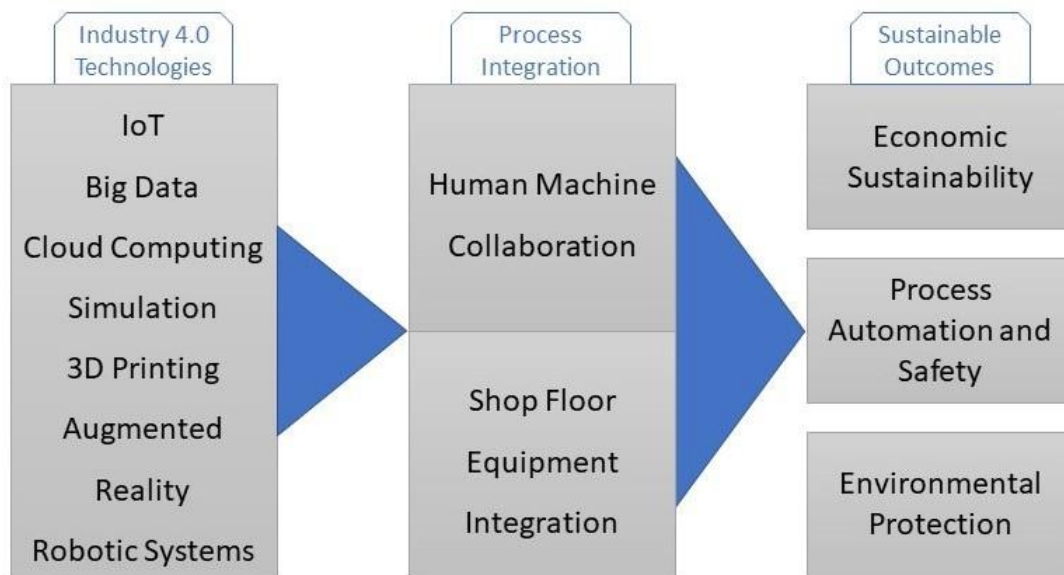 Industry 4.0
Technologies
IoT
Big Data
Cloud Computing
Simulation
3D Printing
Augmented
Reality
Robotic Systems
Process
Integration
Human Machine
Collaboration
Shop Floor
Equipment
Integration
Sustainable
Outcomes
Economic
Sustainability
Process
Automation and
Safety
Environmental
Protection